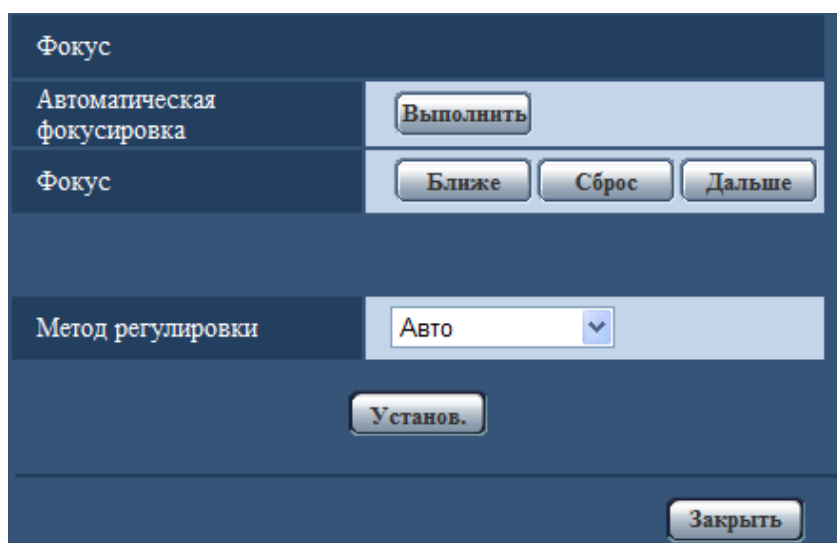 Фокус
Автоматическая
фокусировка
Выполнить
Фокус
Ближе Сброс Дальше
Метод регулировки
Авто
Установ.
Закрыть